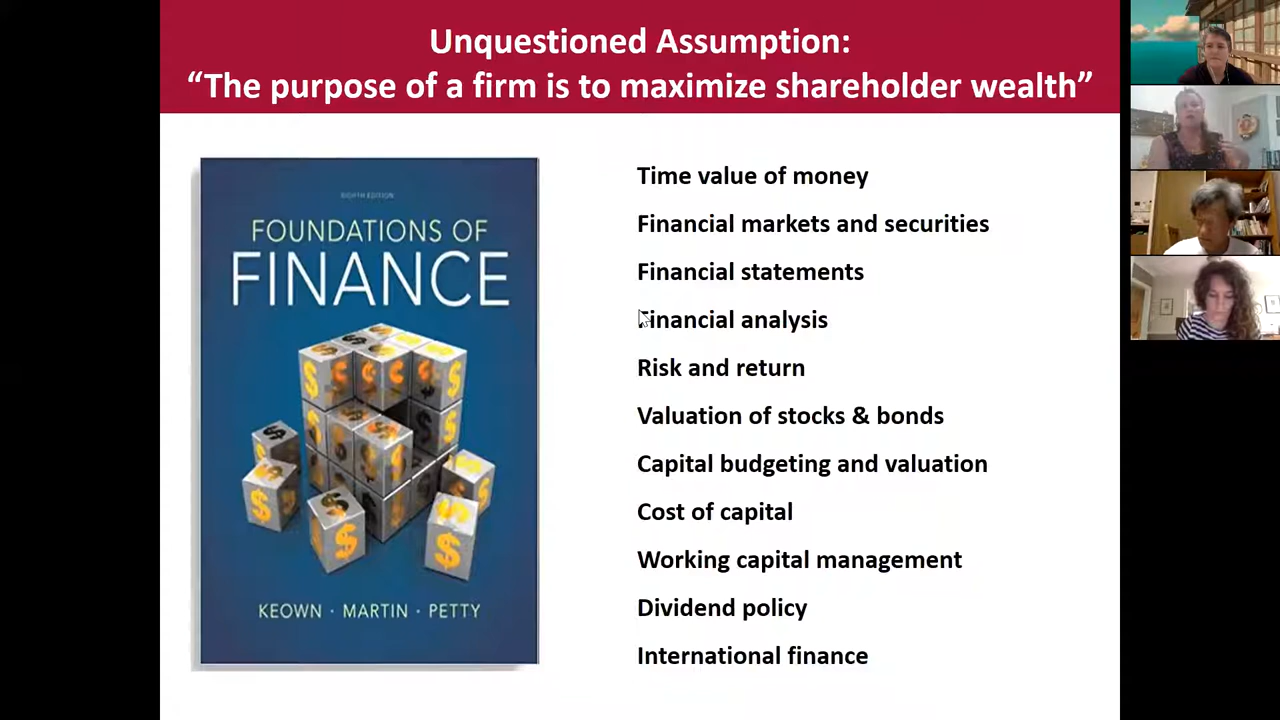 Unquestioned Assumption:
“The purpose of a firm is to maximize shareholder wealth”
EIGHTH EDITION
FOUNDATIONS OF
FINANCE
KEOWN · MARTIN · PETTY
Time value of money
Financial markets and securities
Financial statements
Financial analysis
Risk and return
Valuation of stocks & bonds
Capital budgeting and valuation
Cost of capital
Working capital management
Dividend policy
International finance